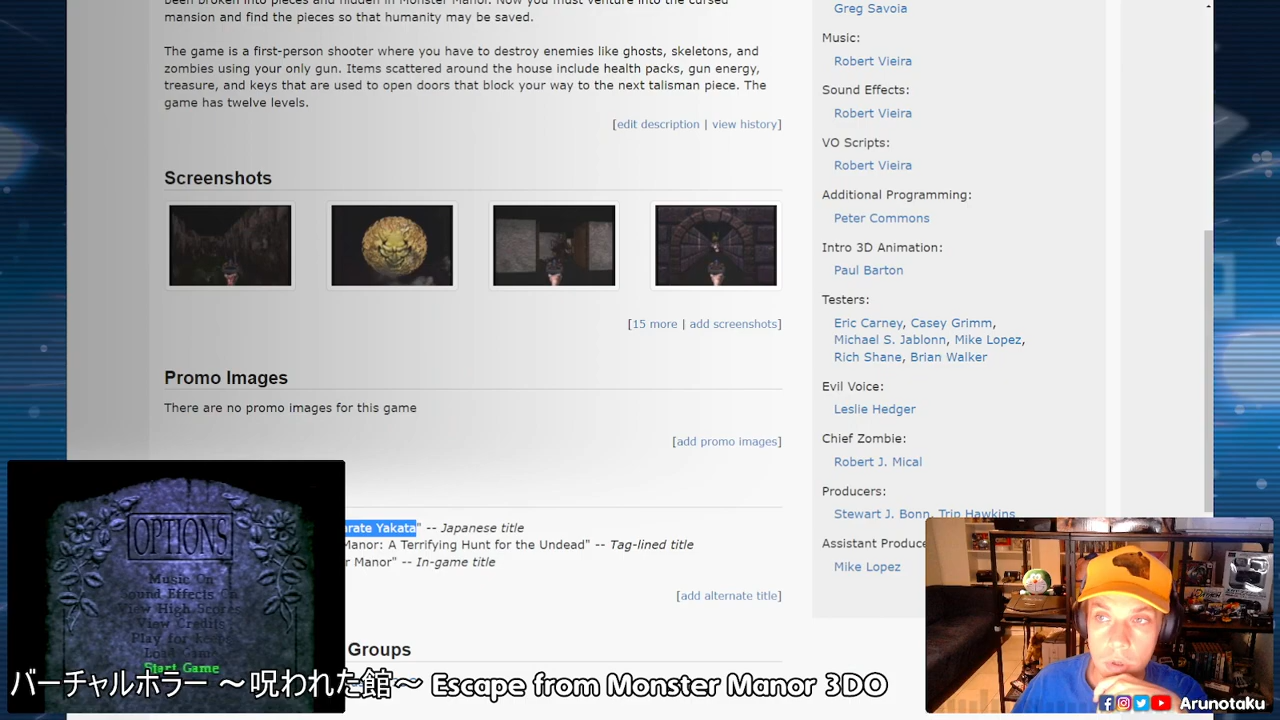 been broken into pieces and hidden in Monster Manor. Now you must venture into the cursed
mansion and find the pieces so that humanity may be saved.
The game is a first-person shooter where you have to destroy enemies like ghosts, skeletons, and
zombies using your only gun. Items scattered around the house include health packs, gun energy,
treasure, and keys that are used to open doors that block your way to the next talisman piece. The
game has twelve levels.
[edit description | view history]
Screenshots
[15 more | add screenshots]
Promo Images
There are no promo images for this game
[add promo images]
arate Yakata" -- Japanese title
Manor: A Terrifying Hunt for the Undead" -- Tag-lined title
r Manor" -- In-game title
[add alternate title]
Groups
Greg Savoia
Music:
Robert Vieira
Sound Effects:
Robert Vieira
VO Scripts:
Robert Vieira
Additional Programming:
Peter Commons
Intro 3D Animation:
Paul Barton
Testers:
Eric Carney, Casey Grimm,
Michael S. Jablonn, Mike Lopez,
Rich Shane, Brian Walker
Evil Voice:
Leslie Hedger
Chief Zombie:
Robert J. Mical
Producers:
Stewart J. Bonn, Trip Hawkins
Assistant Produce
Mike Lopez
OPTIONS
Music On
Sound Effects On
View High Scores
View Credits
Play for keeps
Load Game
Start Game
バーチャルホラー ～呪われた館～ Escape from Monster Manor 3DO
Arunotaku